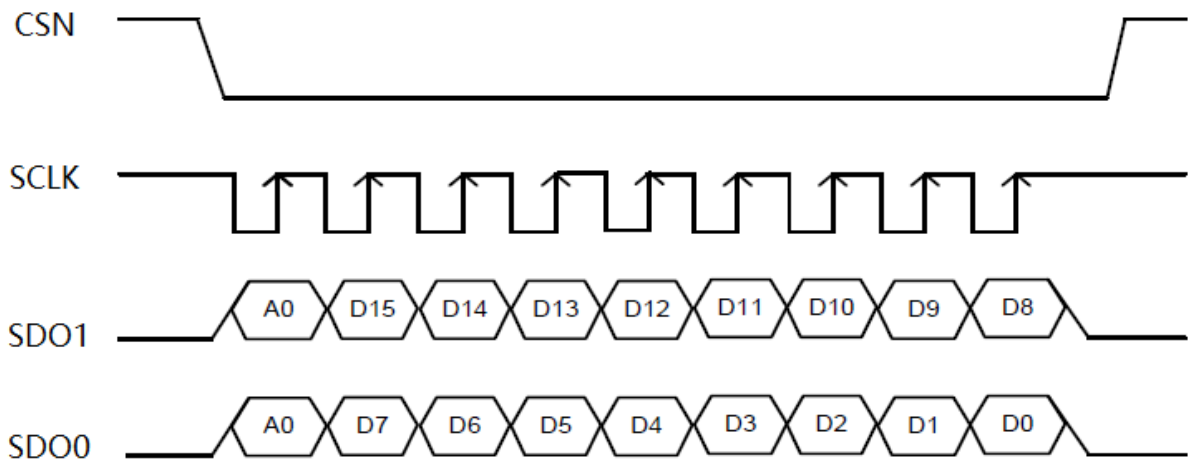 CSN
SCLK
SDO1 A0 D15 D14 D13 D12 D11 D10 D9 D8
SDO0 A0 D7 D6 D5 D4 D3 D2 D1 D0